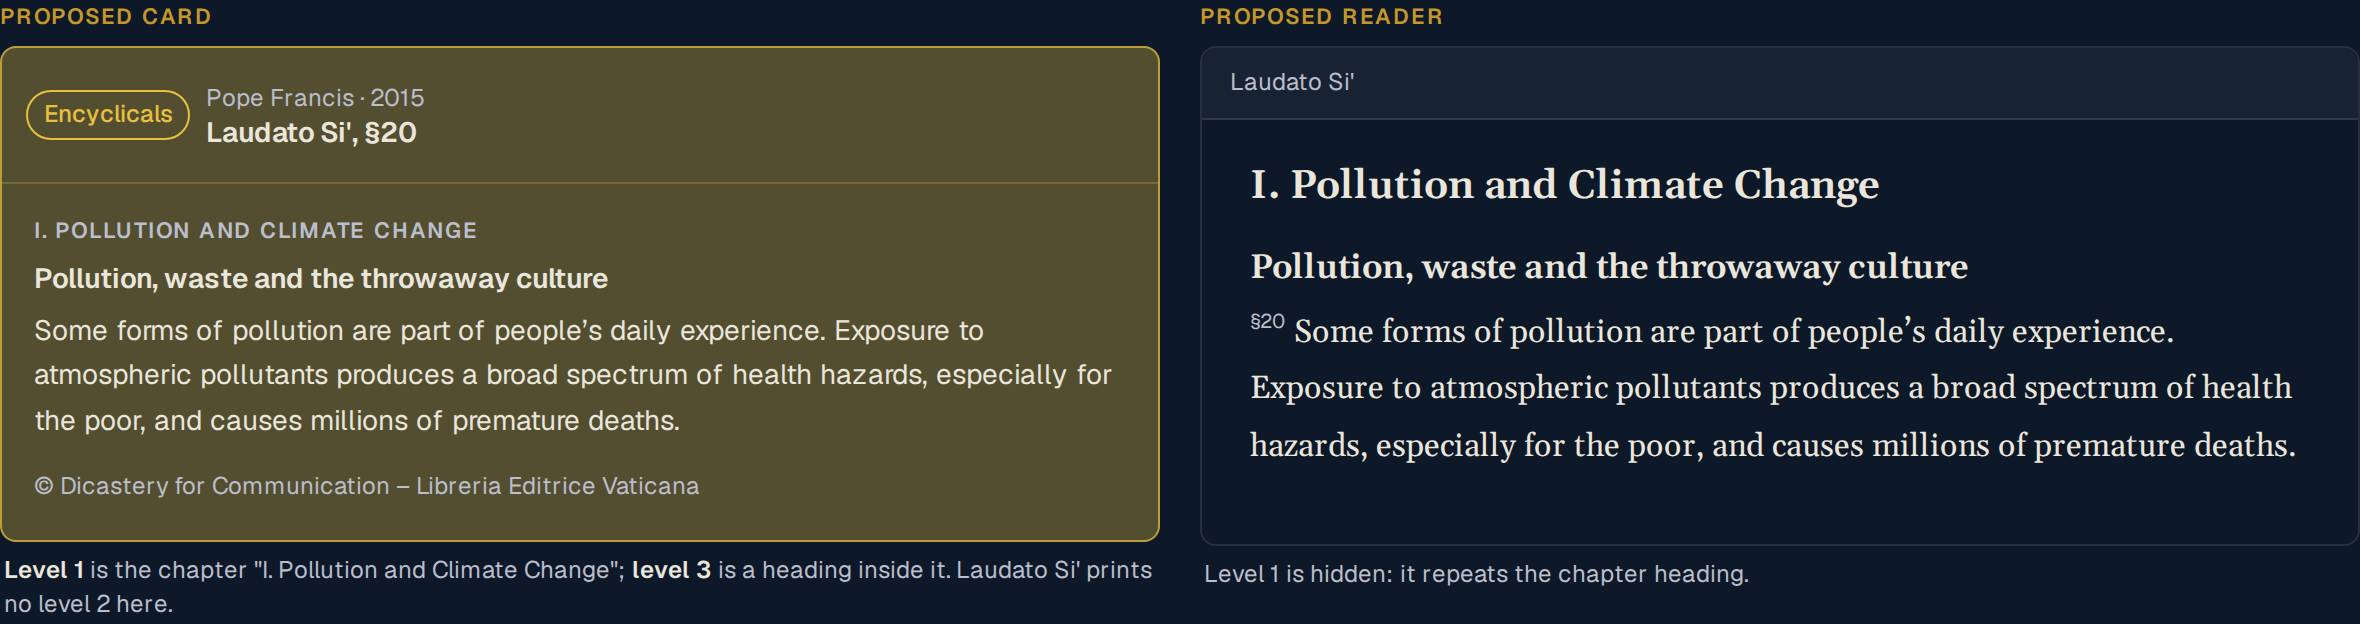 PROPOSED CARD
Encyclicals
Pope Francis · 2015
Laudato Si', §20
I. POLLUTION AND CLIMATE CHANGE
Pollution, waste and the throwaway culture
Some forms of pollution are part of people’s daily experience. Exposure to
atmospheric pollutants produces a broad spectrum of health hazards, especially for
the poor, and causes millions of premature deaths.
© Dicastery for Communication – Libreria Editrice Vaticana
Level 1 is the chapter "I. Pollution and Climate Change"; level 3 is a heading inside it. Laudato Si' prints
no level 2 here.
PROPOSED READER
Laudato Si'
I. Pollution and Climate Change
Pollution, waste and the throwaway culture
§20 Some forms of pollution are part of people’s daily experience.
Exposure to atmospheric pollutants produces a broad spectrum of health
hazards, especially for the poor, and causes millions of premature deaths.
Level 1 is hidden: it repeats the chapter heading.